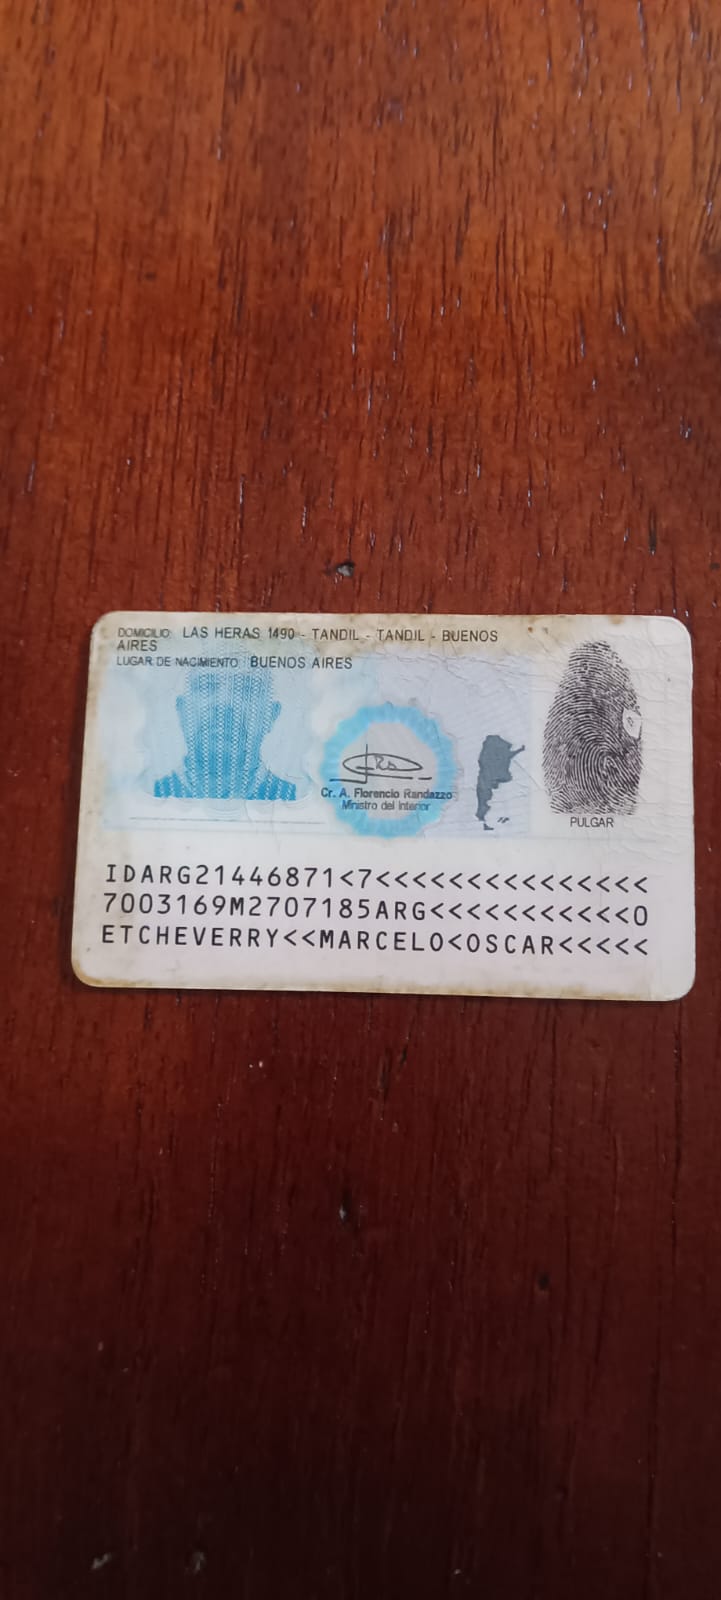 DOMICILIO: LAS HERAS 1490 - TANDIL - TANDIL - BUENOS
AIRES
LUGAR DE NACIMIENTO: BUENOS AIRES
Cr. A. Florencio Randazzo
Ministro del Interior
PULGAR
IDARG21446871<7<<<<<<<<<<<<<<<
7003169M2707185ARG<<<<<<<<<<<0
ETCHEVERRY<<MARCELO<OSCAR<<<<<